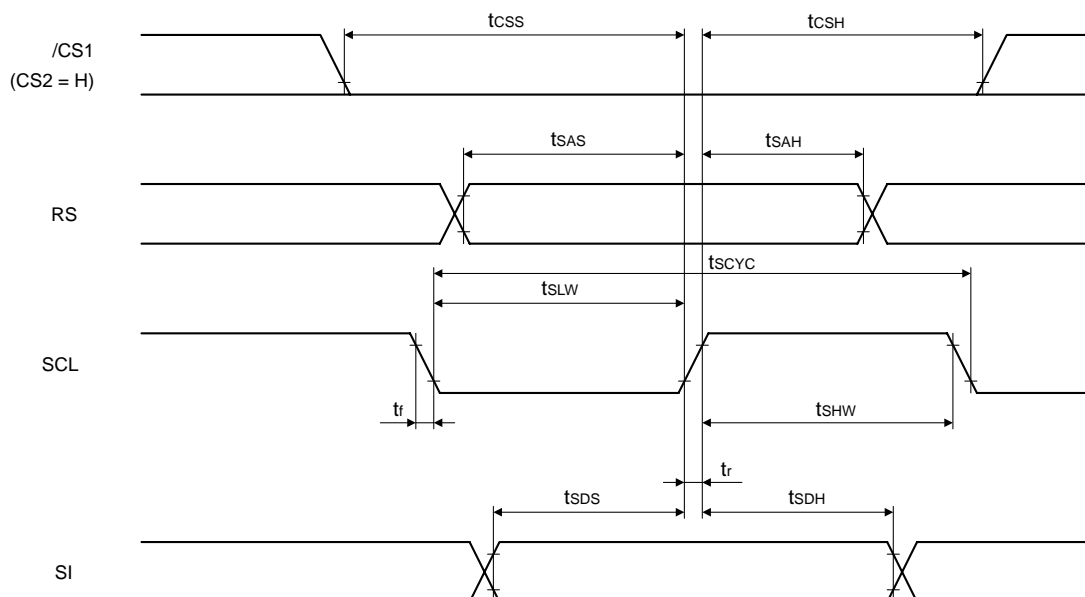 tCSS
tCSH
/CS1
(CS2 = H)
tSAS
tSAH
RS
tSCYC
tSLW
SCL
tf
tSHW
tr
tSDS
tSDH
SI